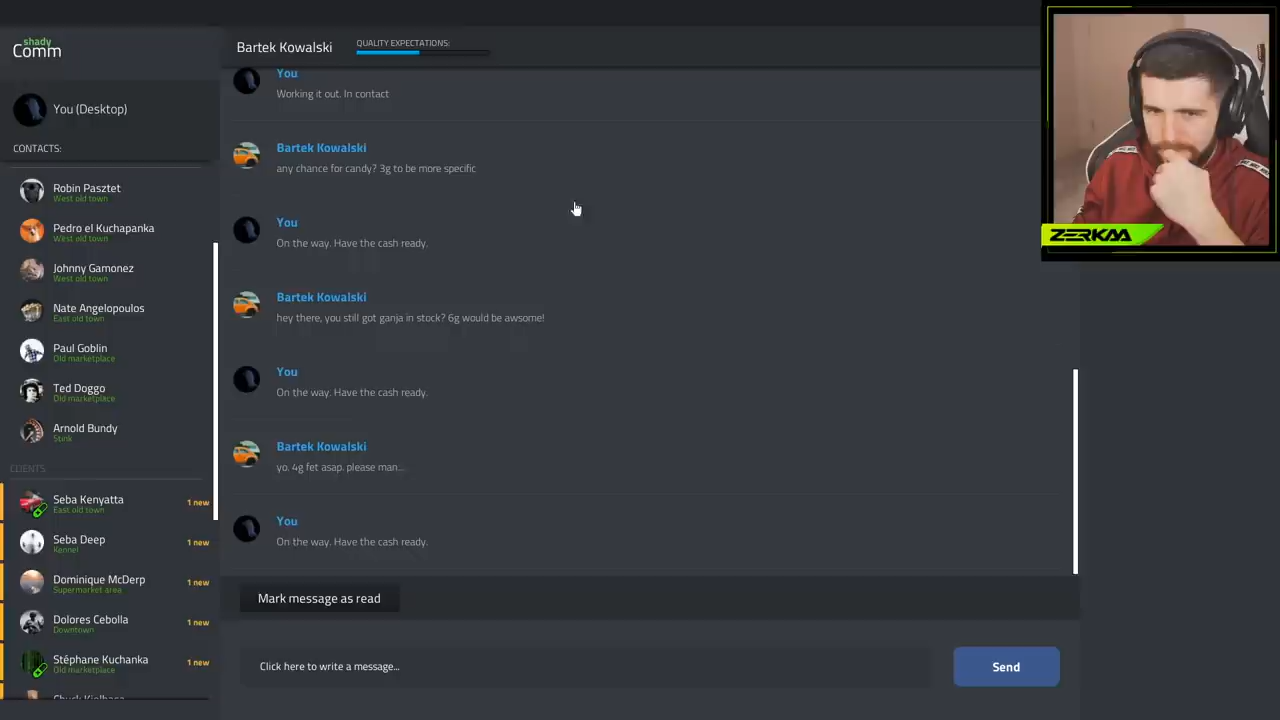 shady
Comm
Bartek Kowalski
QUALITY EXPECTATIONS:
You (Desktop)
CONTACTS:
Robin Pasztet
West old town
Pedro el Kuchapanka
West old town
Johnny Gamonez
West old town
Nate Angelopoulos
East old town
Paul Goblin
Old marketplace
Ted Doggo
Old marketplace
Arnold Bundy
Stink
CLIENTS
Seba Kenyatta
East old town
1 new
Seba Deep
Kennel
1 new
Dominique McDerp
Supermarket area
1 new
Dolores Cebolla
Downtown
1 new
Stéphane Kuchanka
Old marketplace
1 new
You
Working it out. In contact
Bartek Kowalski
any chance for candy? 3g to be more specific
You
On the way. Have the cash ready.
Bartek Kowalski
hey there, you still got ganja in stock? 6g would be awsome!
You
On the way. Have the cash ready.
Bartek Kowalski
yo. 4g fet asap. please man...
You
On the way. Have the cash ready.
Mark message as read
Click here to write a message...
Send
ZERKAA